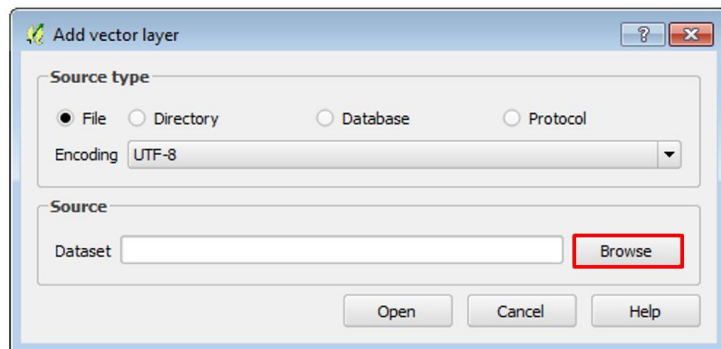 Add vector layer
Source type
File Directory Database Protocol
Encoding UTF-8
Source
Dataset Browse
Open Cancel Help